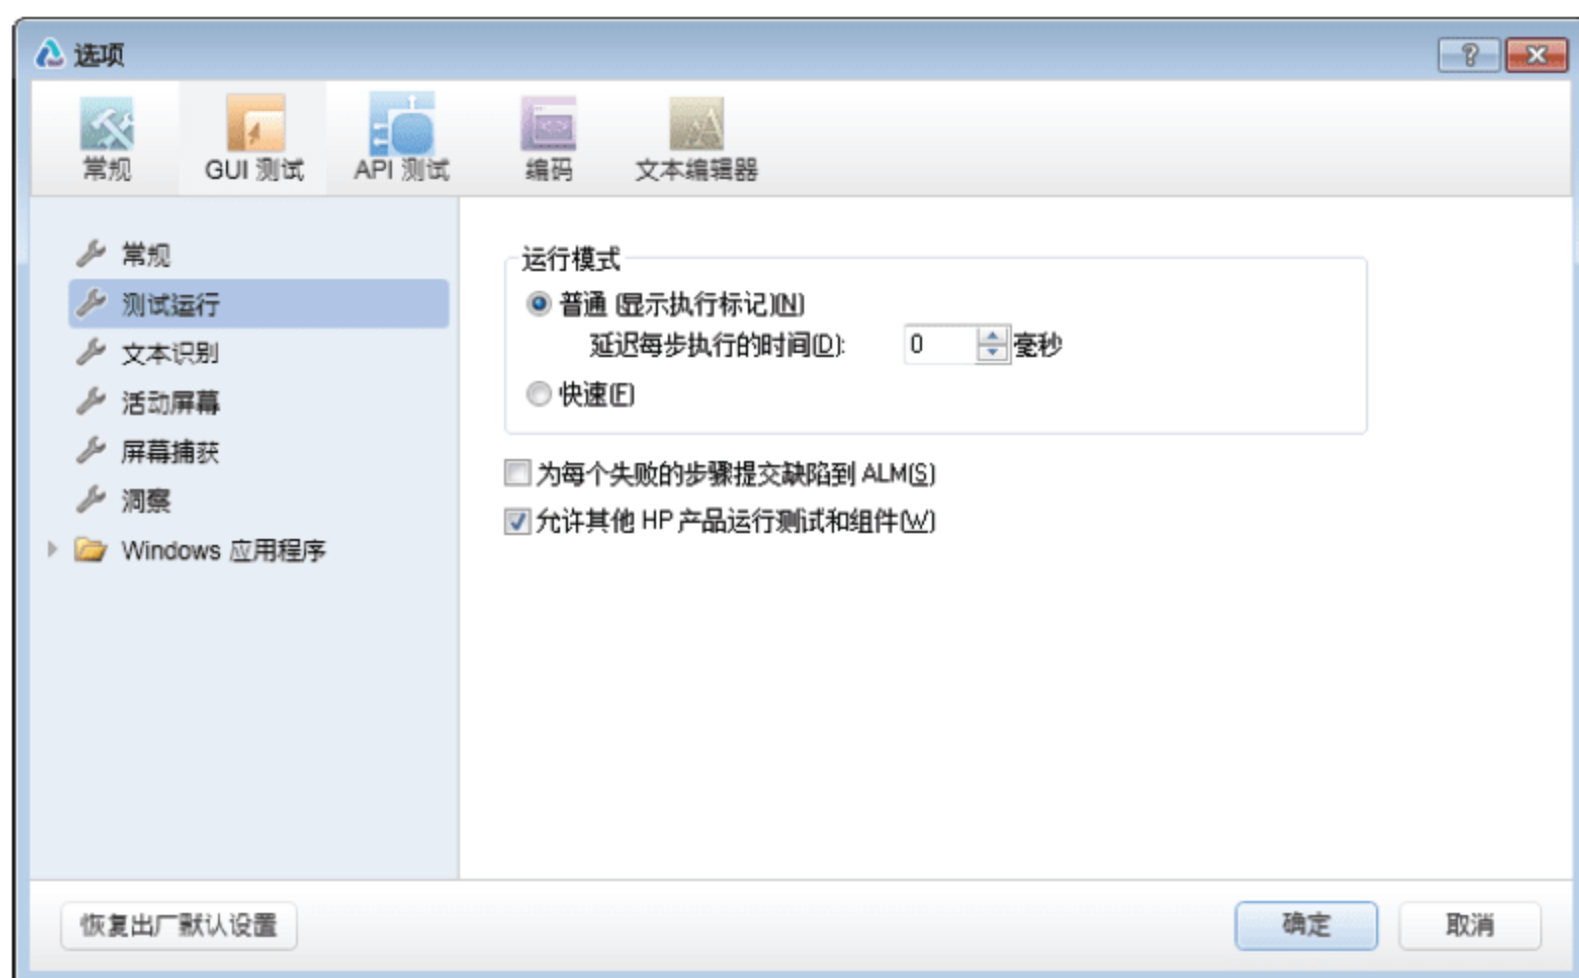 选项
常规
GUI 测试
API 测试
编码
文本编辑器
常规
测试运行
文本识别
活动屏幕
屏幕捕获
洞察
Windows 应用程序
运行模式
普通 (显示执行标记)(N)
延迟每步执行的时间(D):
0
毫秒
快速(F)
为每个失败的步骤提交缺陷到 ALM(S)
允许其他 HP 产品运行测试和组件(W)
恢复出厂默认设置
确定
取消